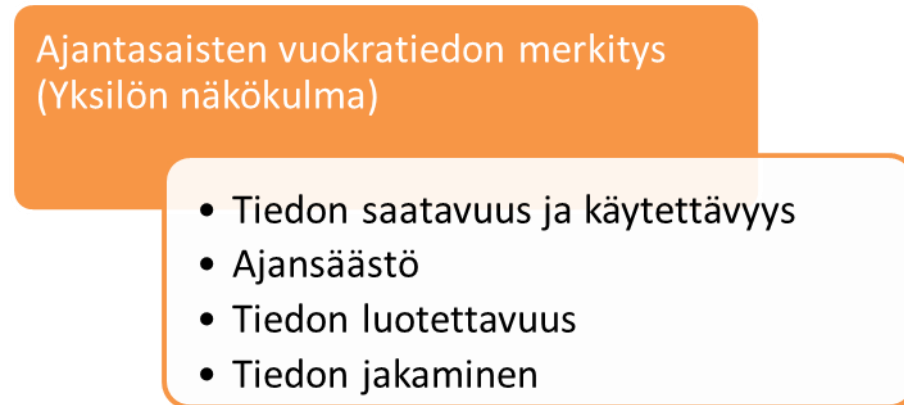 Ajantasaisten vuokratiedon merkitys
(Yksilön näkökulma)
• Tiedon saatavuus ja käytettävyys
• Ajansäästö
• Tiedon luotettavuus
• Tiedon jakaminen